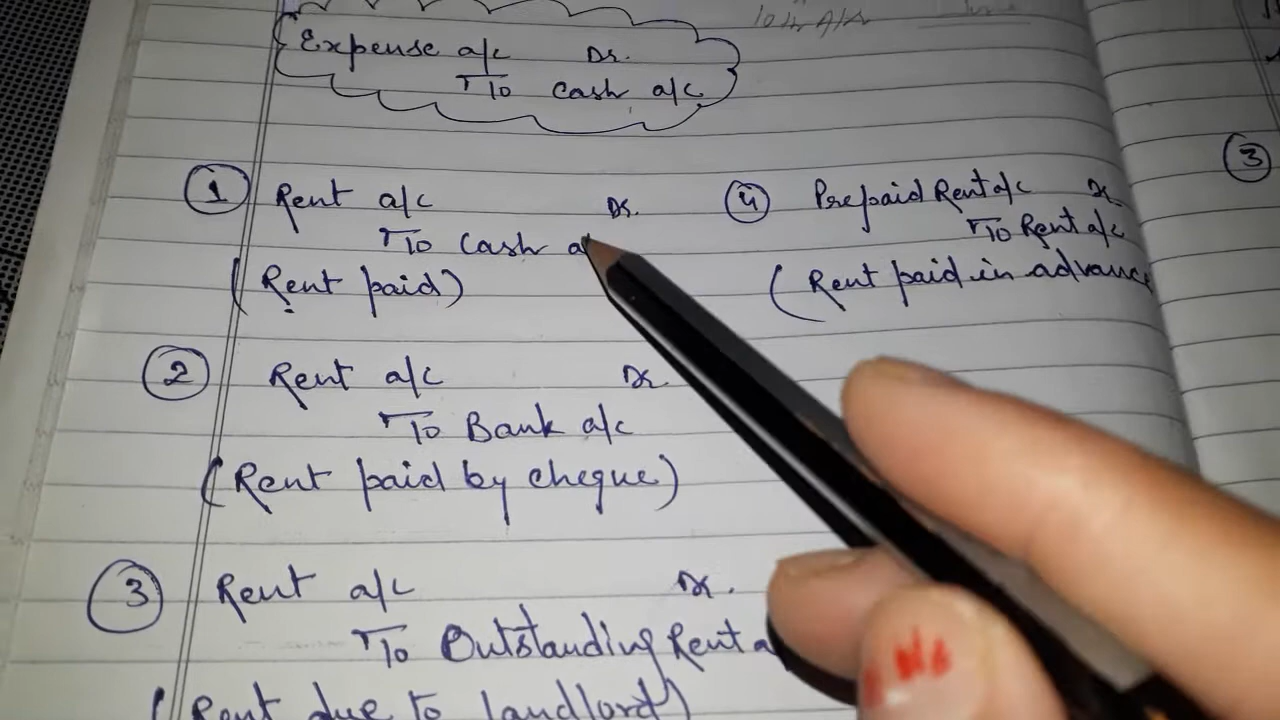 Expense a/c Dr.
To Cash a/c
1 Rent a/c Dr.
To Cash
(Rent paid)
2 Rent a/c Dr
To Bank a/c
(Rent paid by cheque)
3 Rent a/c Dr.
To Outstanding Rent
(Rent due to landlord)
4 Prepaid Rent a/c Dr.
To Rent a/c
(Rent paid in advance
3